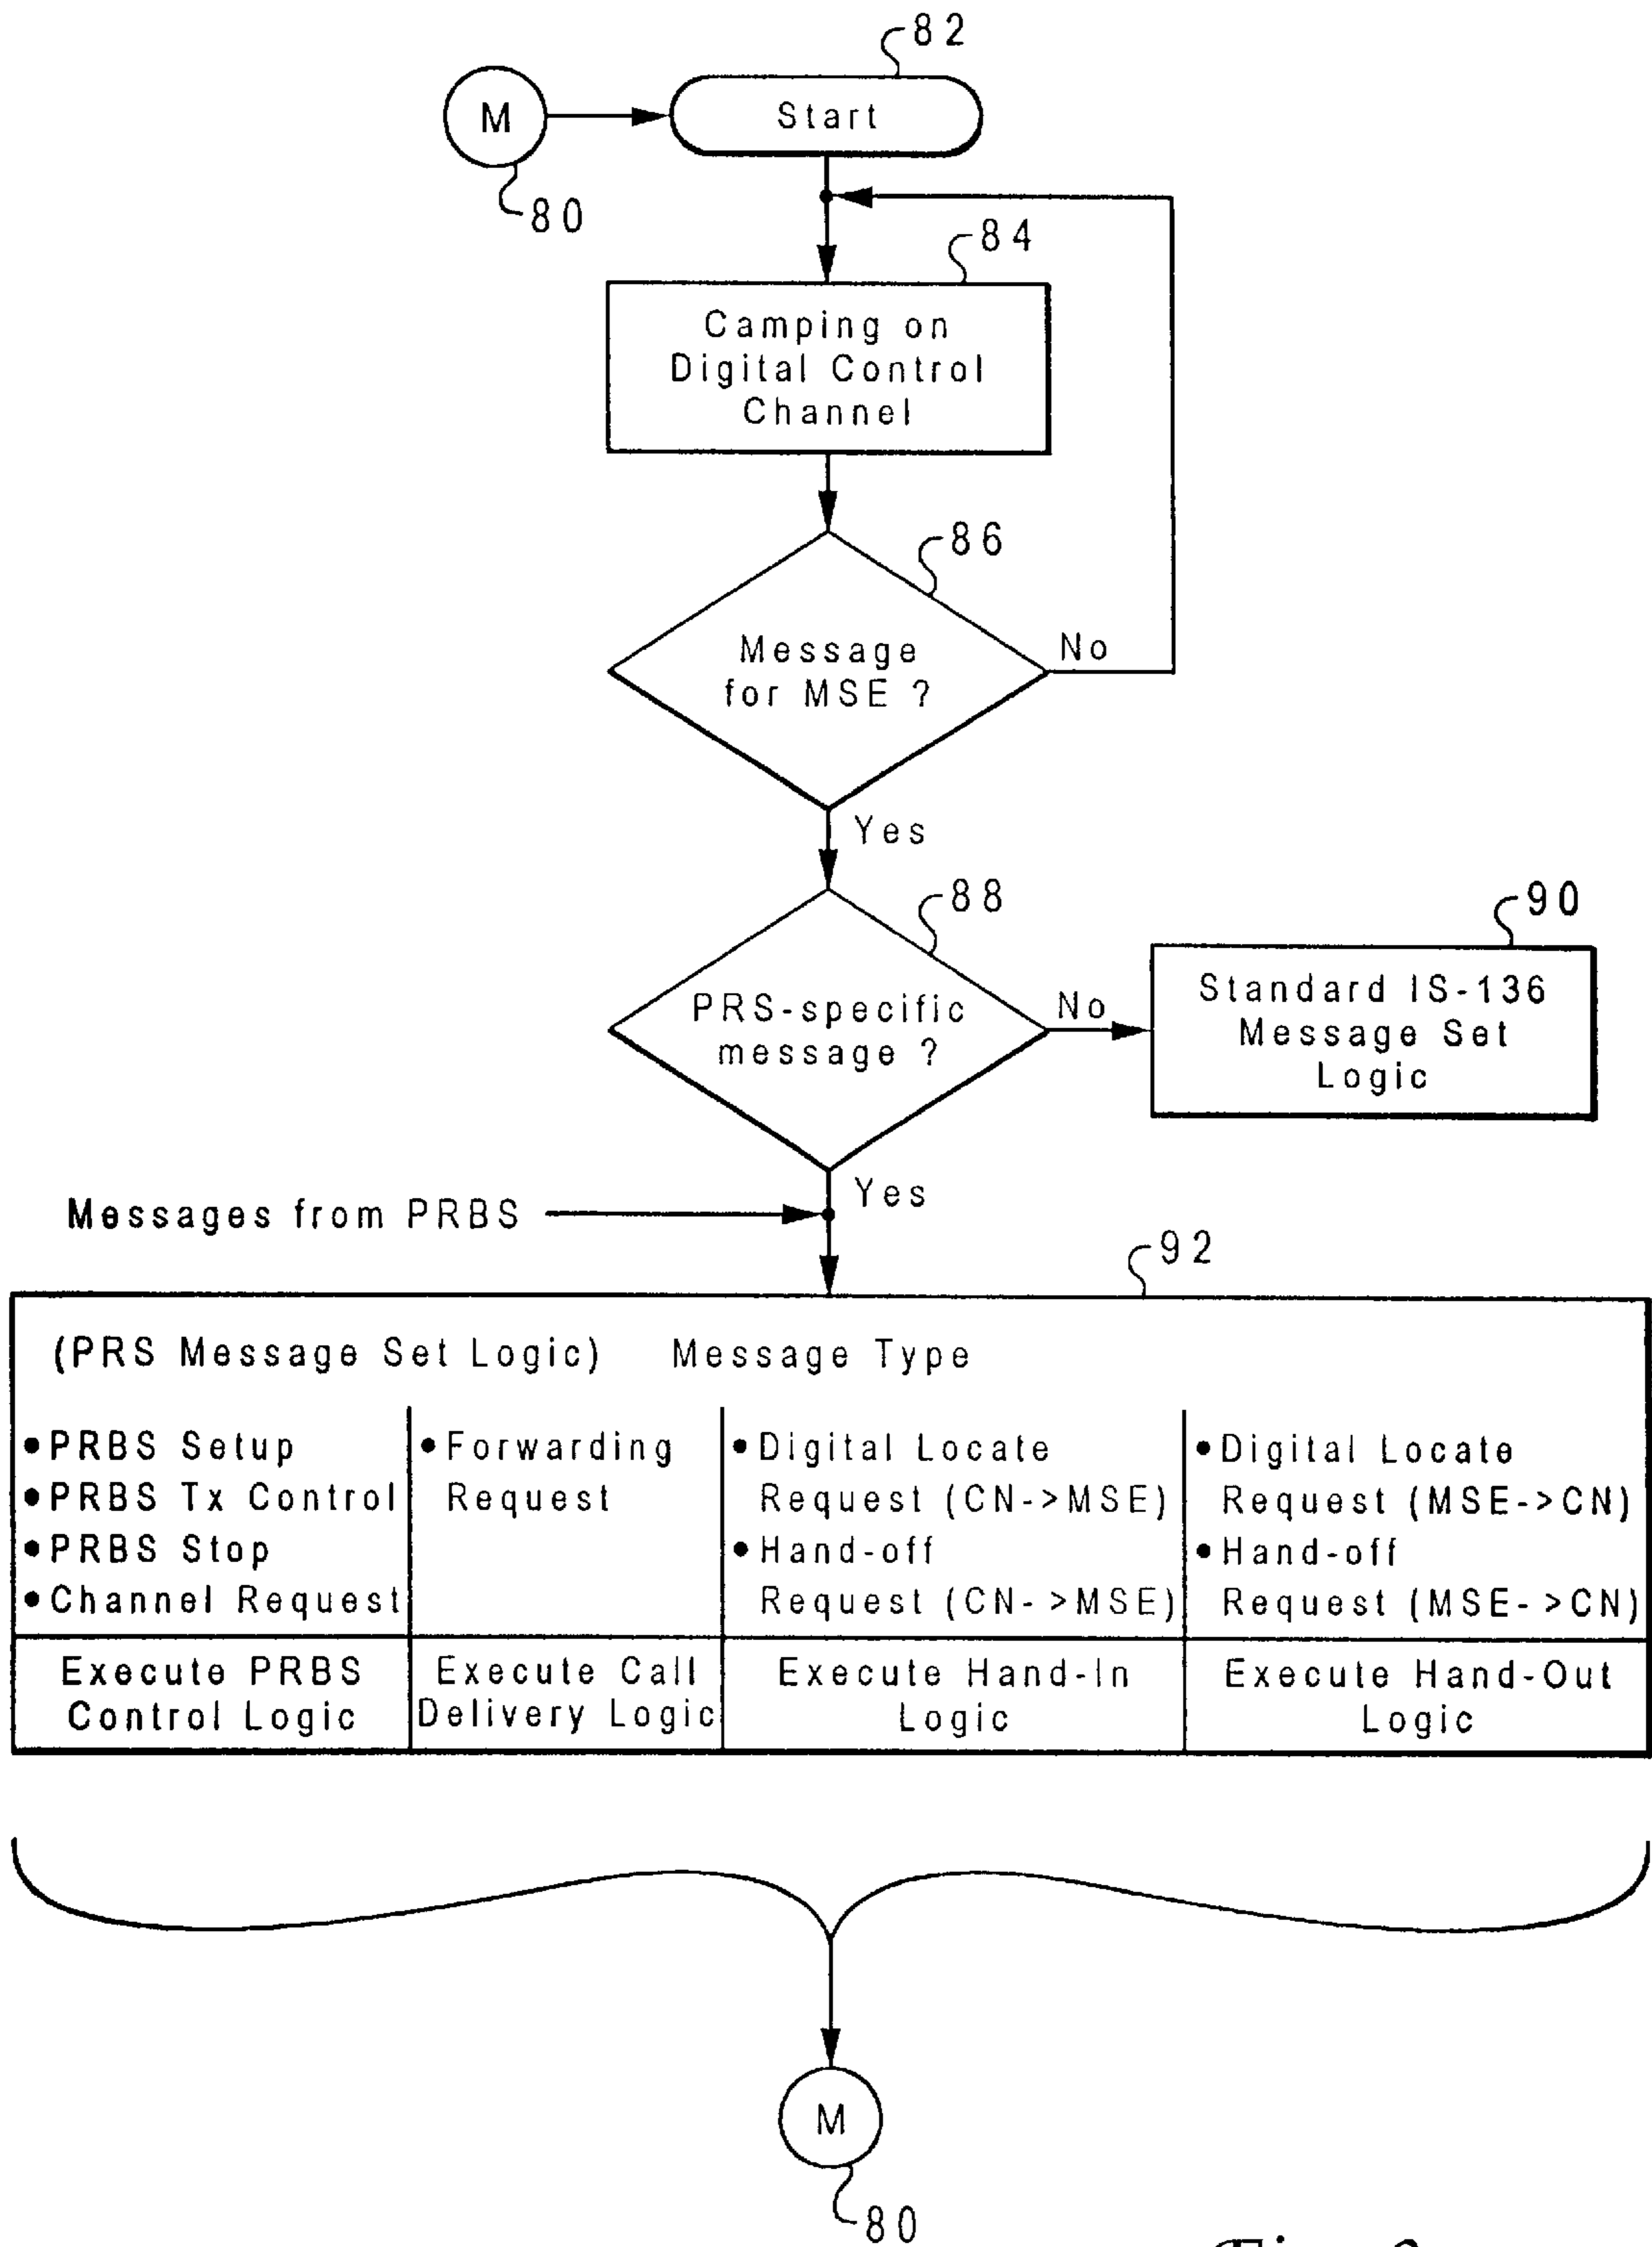 82
M
Start
80
84
Camping on
Digital Control
Channel
86
Message
for MSE ?
No
Yes
88
90
PRS-specific
message ?
No
Standard IS-136
Message Set
Logic
Yes
Messages from PRBS
92
(PRS Message Set Logic) Message Type
•PRBS Setup
•PRBS Tx Control
•PRBS Stop
•Channel Request
•Forwarding
Request
•Digital Locate
Request (CN->MSE)
•Hand-off
Request (CN->MSE)
•Digital Locate
Request (MSE->CN)
•Hand-off
Request (MSE->CN)
Execute PRBS
Control Logic
Execute Call
Delivery Logic
Execute Hand-In
Logic
Execute Hand-Out
Logic
M
80